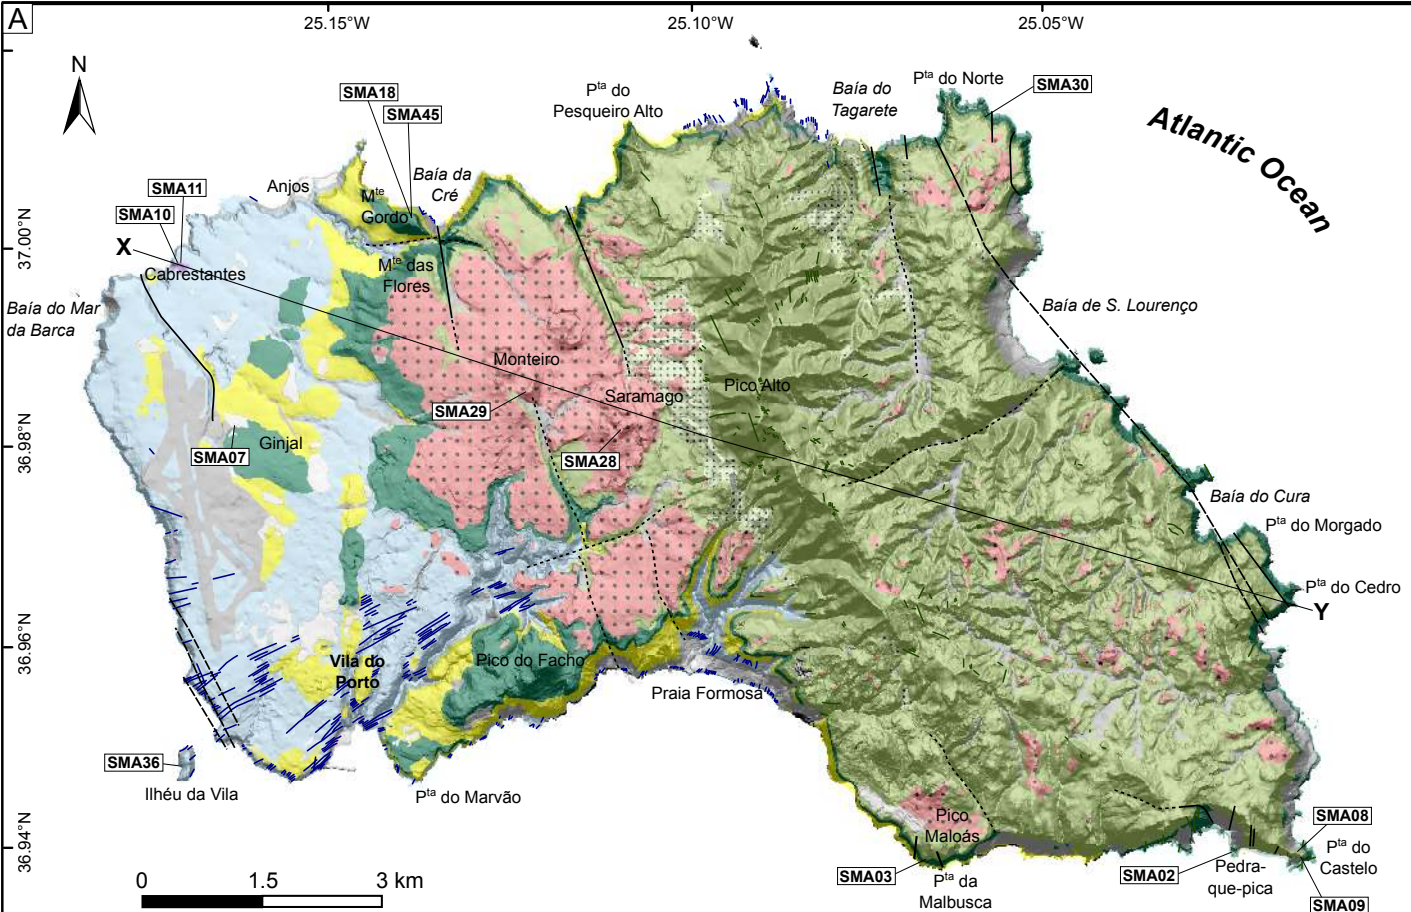 A
25.15°W
25.10°W
25.05°W
N
SMA18
SMA45
Pta do
Pesqueiro Alto
Baía do
Tagarete
Pta do Norte
SMA30
Atlantic Ocean
Anjos
Baía da
Cré
Mte
Gordo
SMA11
SMA10
X
37.00°N
Cabrestantes
Mte das
Flores
Baía do Mar
da Barca
Baía de S. Lourenço
Monteiro
Saramago
Pico Alto
SMA29
SMA28
36.98°N
Ginjal
SMA07
Baía do Cura
Pta do Morgado
Pta do Cedro
Y
36.96°N
Vila do
Porto
Pico do Facho
Praia Formosa
SMA36
Ilhéu da Vila
Pta do Marvão
36.94°N
Pico
Maloás
SMA03
Pta da
Malbusca
SMA02
Pedra-
que-pica
SMA08
Pta do
Castelo
SMA09
0
1.5
3 km